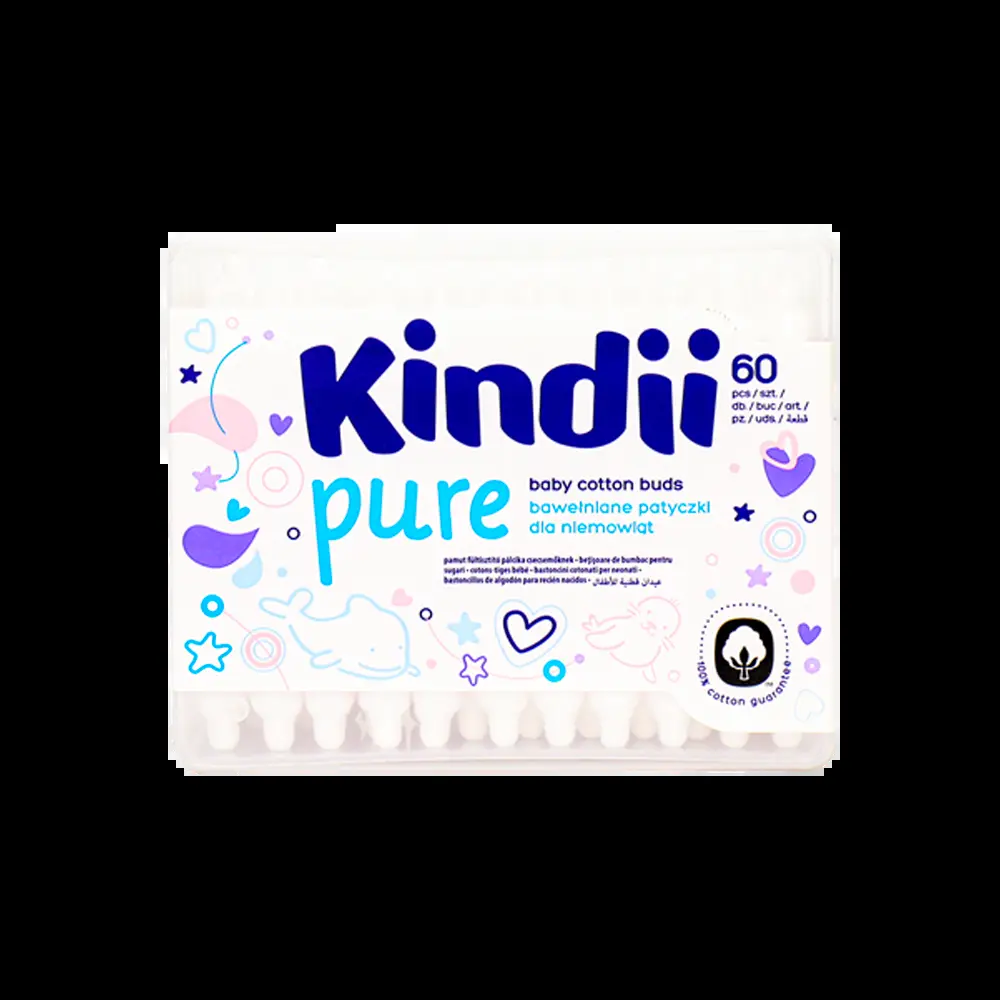 Kindii
60
pcs / szt. /
db. / buc / art. /
pz. / uds. / قطعة
pure
baby cotton buds
bawełniane patyczki
dla niemowląt
pamut fültisztító pálcika csecsemőknek • bețișoare de bumbac pentru
sugari • cotons tiges bébé • bastoncini cotonati per neonati •
bastoncillos de algodón para recién nacidos • عيدان قطنية للأطفال
100% cotton guarantee
TM